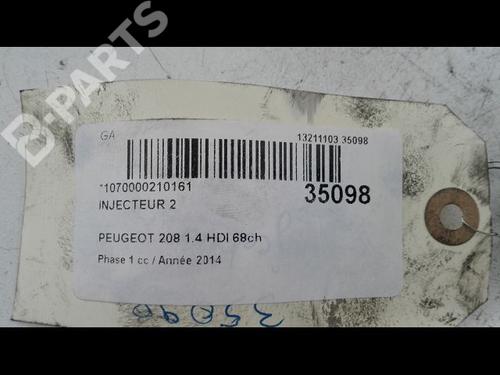 B-PARTS
GA
13211103 35098
*1070000210161
35098
INJECTEUR 2
PEUGEOT 208 1.4 HDI 68ch
Phase 1 cc / Année 2014
35098